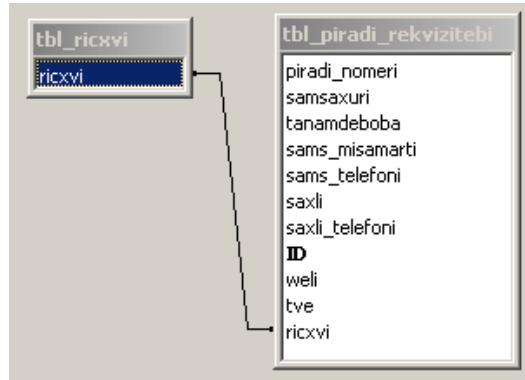 tbl_ricxvi
ricxvi
tbl_piradi_rekvizitebi
piradi_nomeri
samsaxuri
tanamdeboba
sams_misamarti
sams_telefoni
saxli
saxli_telefoni
ID
weli
tve
ricxvi